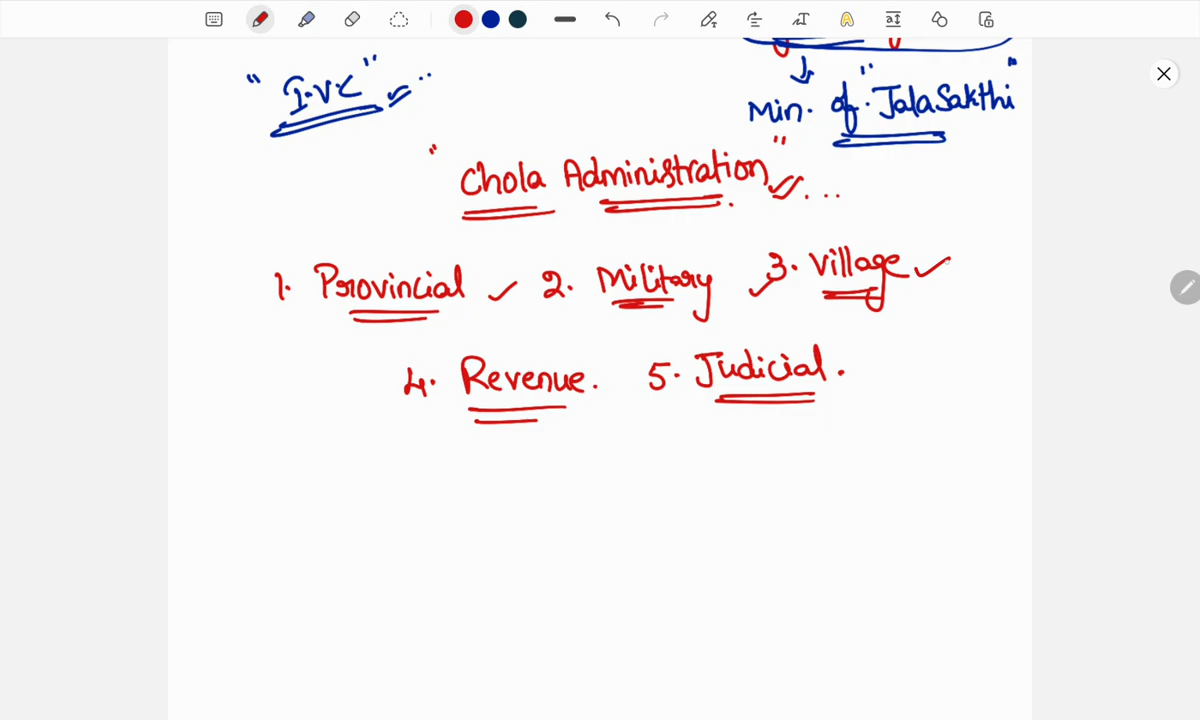 "I.V.C"
Min. of "JalaSakthi"
"Chola Administration" ...
1. Provincial 2. Military 3. Village
4. Revenue. 5. Judicial.